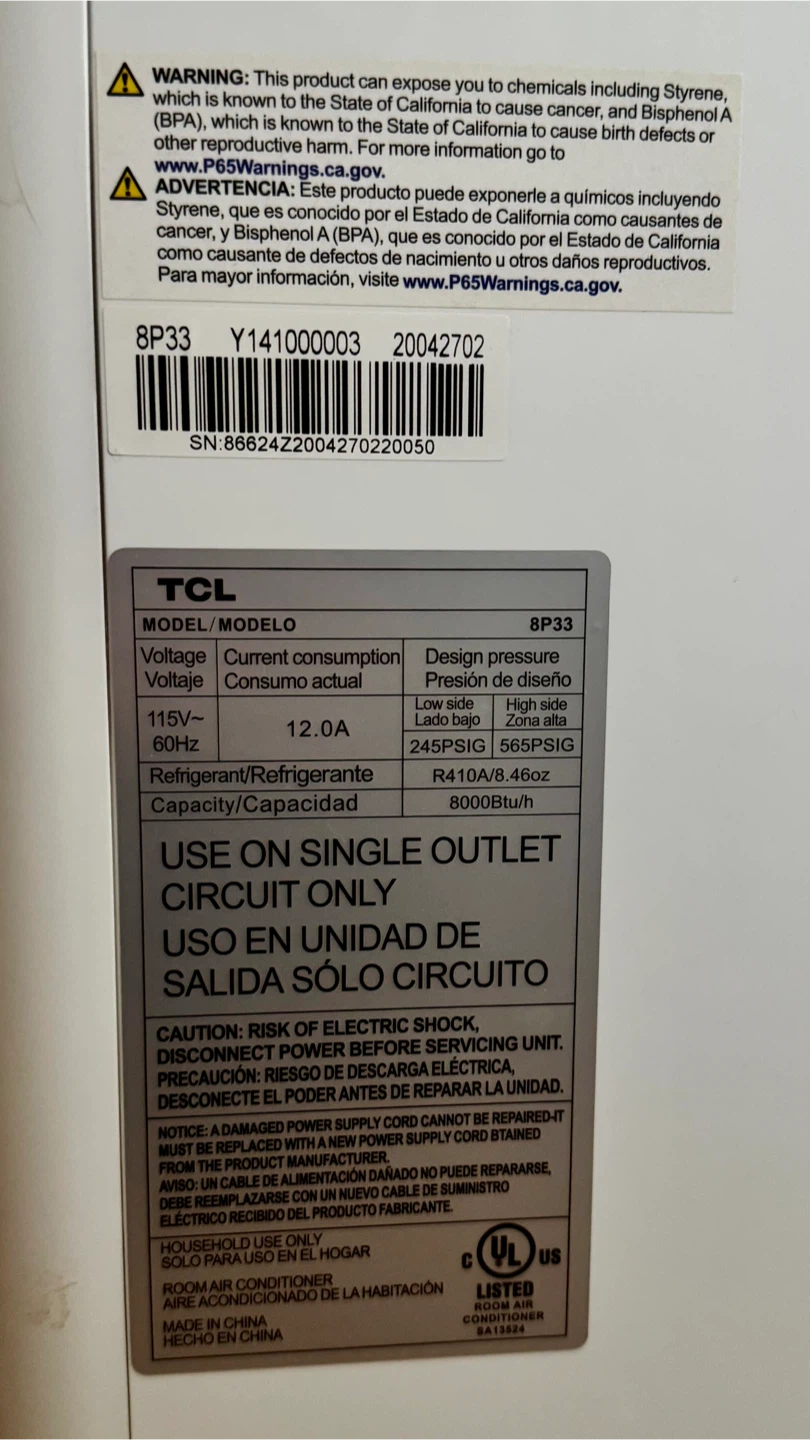 WARNING: This product can expose you to chemicals including Styrene,
which is known to the State of California to cause cancer, and Bisphenol A
(BPA), which is known to the State of California to cause birth defects or
other reproductive harm. For more information go to
www.P65Warnings.ca.gov.
ADVERTENCIA: Este producto puede exponerle a químicos incluyendo
Styrene, que es conocido por el Estado de California como causantes de
cancer, y Bisphenol A (BPA), que es conocido por el Estado de California
como causante de defectos de nacimiento u otros daños reproductivos.
Para mayor información, visite www.P65Warnings.ca.gov.
8P33 Y141000003 20042702
SN:86624Z2004270220050
TCL
MODEL/MODELO 8P33
Voltage Current consumption Design pressure
Voltaje Consumo actual Presión de diseño
Low side High side
Lado bajo Zona alta
115V~ 12.0A
60Hz 245PSIG 565PSIG
Refrigerant/Refrigerante R410A/8.46oz
Capacity/Capacidad 8000Btu/h
USE ON SINGLE OUTLET
CIRCUIT ONLY
USO EN UNIDAD DE
SALIDA SÓLO CIRCUITO
CAUTION: RISK OF ELECTRIC SHOCK,
DISCONNECT POWER BEFORE SERVICING UNIT.
PRECAUCIÓN: RIESGO DE DESCARGA ELÉCTRICA,
DESCONECTE EL PODER ANTES DE REPARAR LA UNIDAD.
NOTICE: A DAMAGED POWER SUPPLY CORD CANNOT BE REPAIRED-IT
MUST BE REPLACED WITH A NEW POWER SUPPLY CORD BTAINED
FROM THE PRODUCT MANUFACTURER.
AVISO: UN CABLE DE ALIMENTACIÓN DAÑADO NO PUEDE REPARARSE,
DEBE REEMPLAZARSE CON UN NUEVO CABLE DE SUMINISTRO
ELÉCTRICO RECIBIDO DEL PRODUCTO FABRICANTE.
HOUSEHOLD USE ONLY
SOLO PARA USO EN EL HOGAR
ROOM AIR CONDITIONER
AIRE ACONDICIONADO DE LA HABITACIÓN
MADE IN CHINA
HECHO EN CHINA
C UL US
LISTED
ROOM AIR
CONDITIONER
SA13524